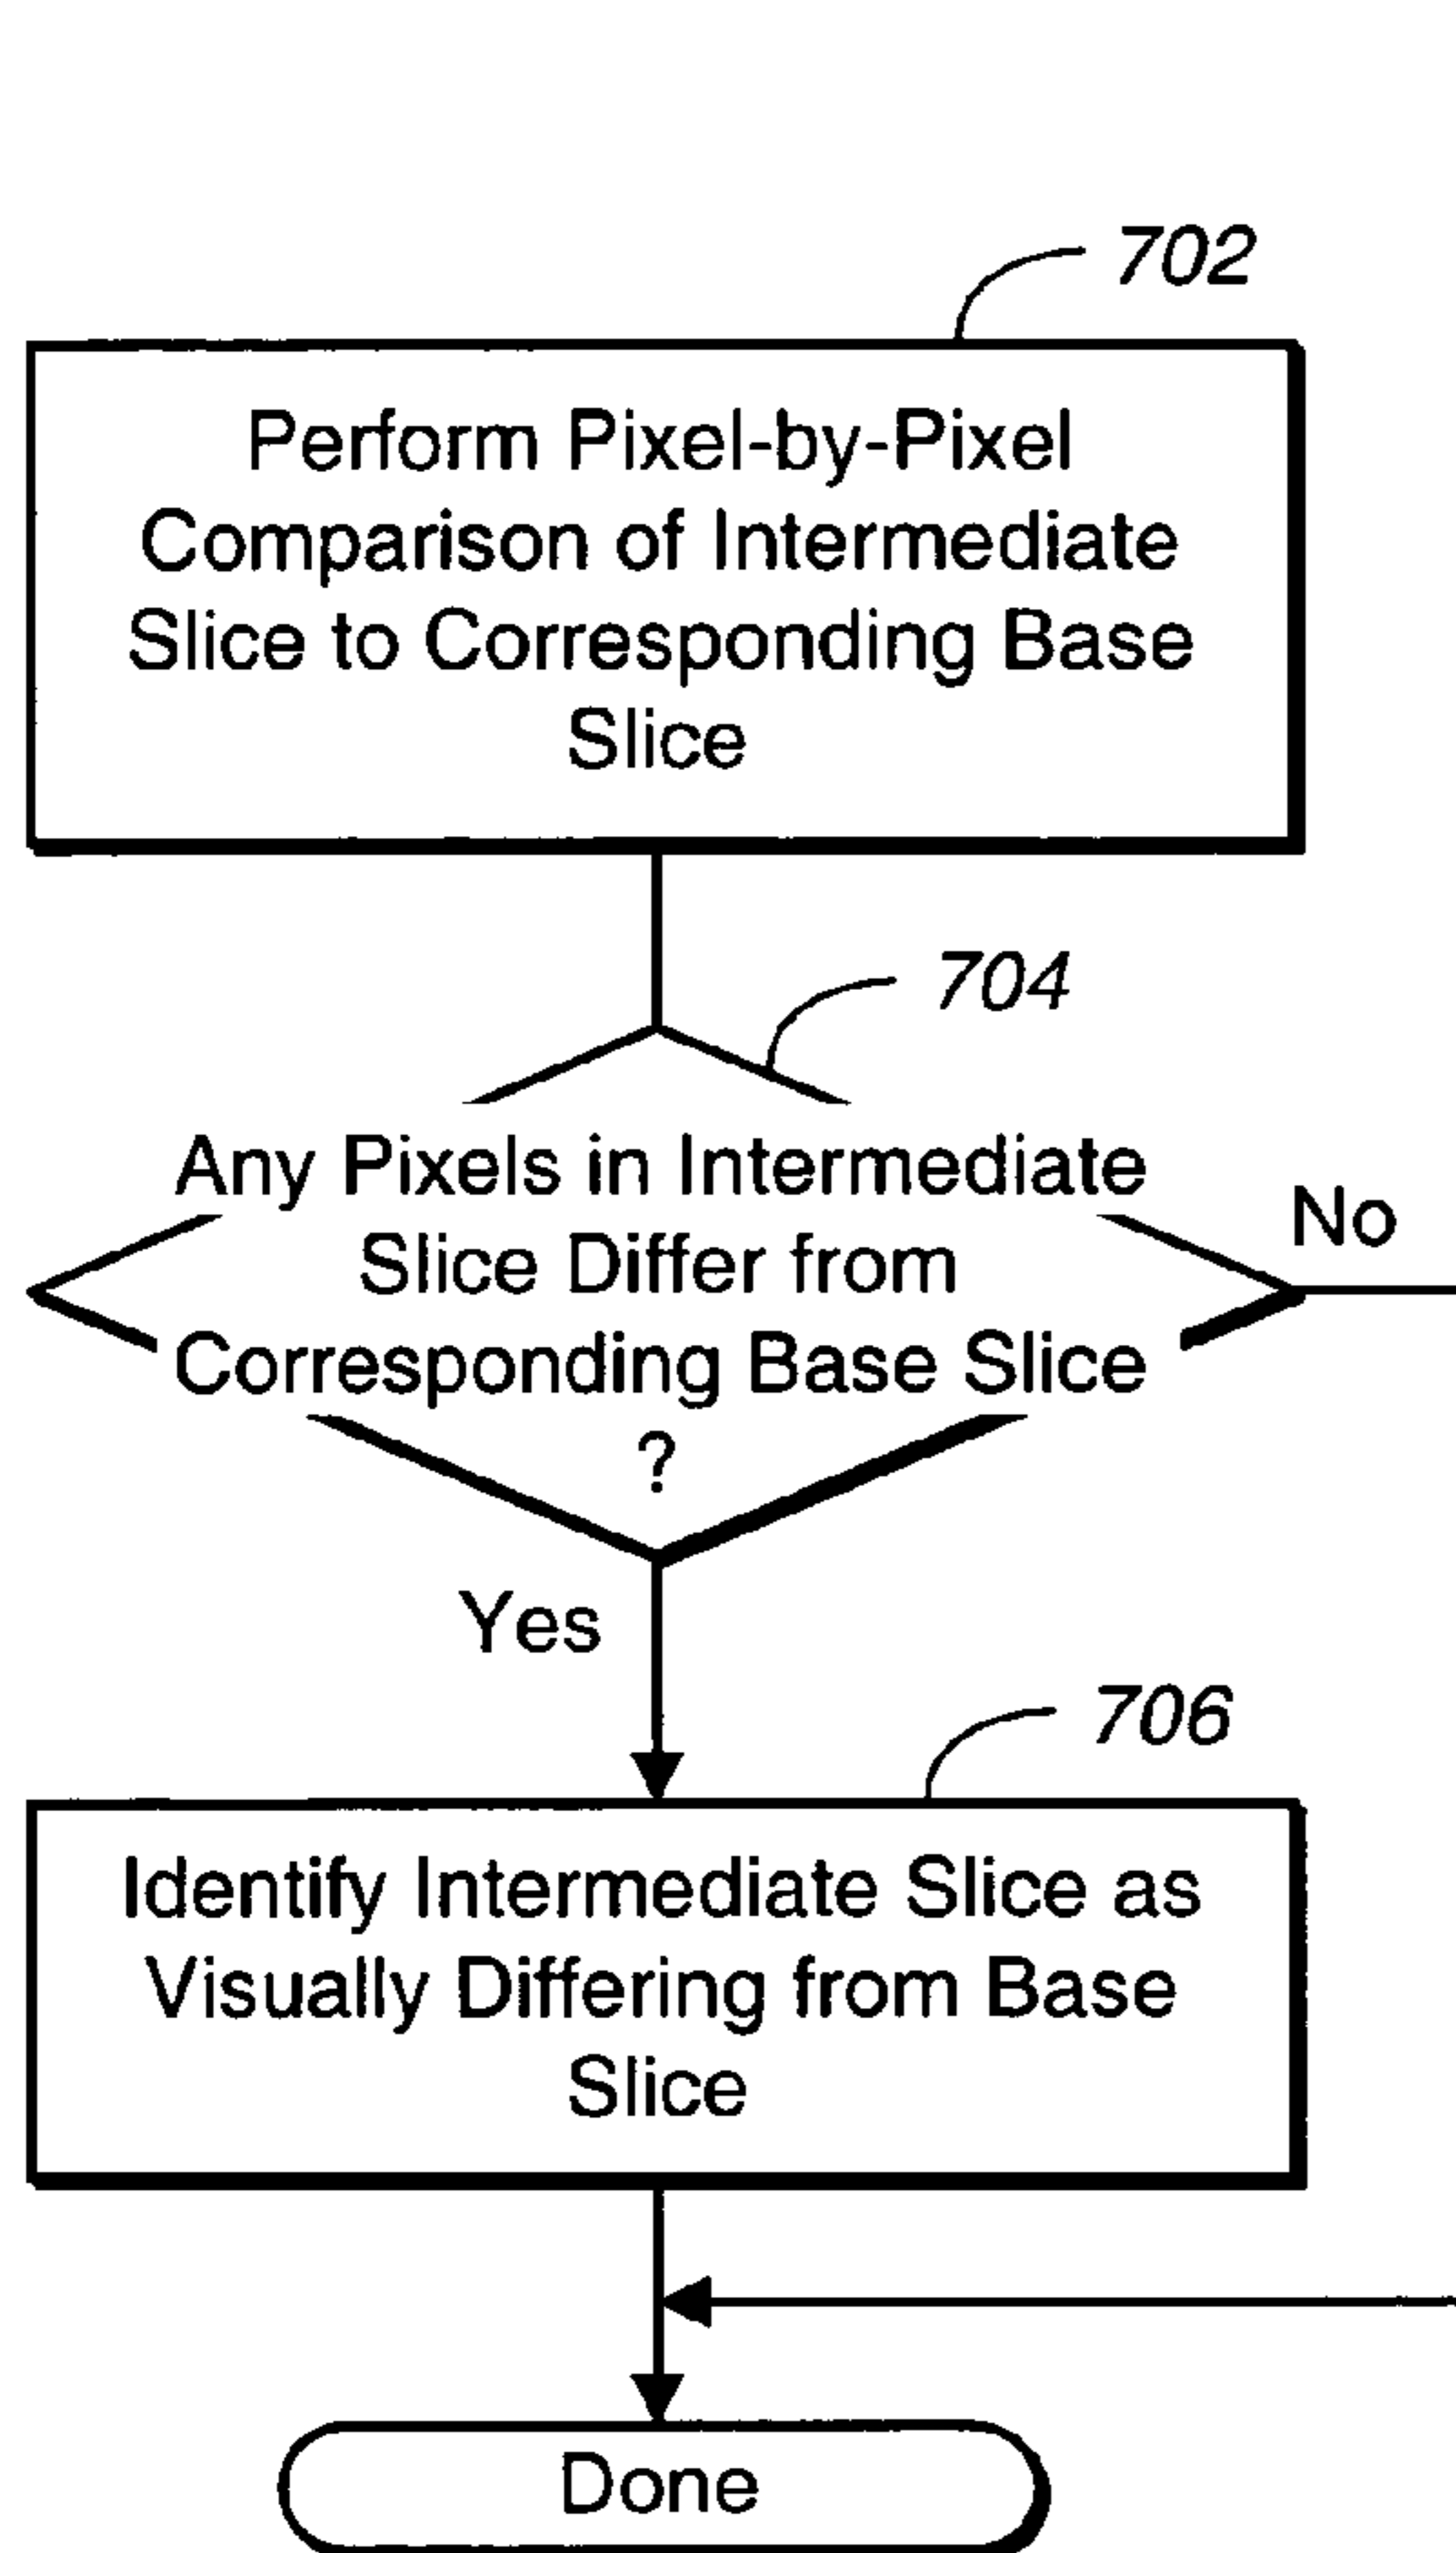 702
Perform Pixel-by-Pixel
Comparison of Intermediate
Slice to Corresponding Base
Slice
704
Any Pixels in Intermediate
Slice Differ from
Corresponding Base Slice
?
No
Yes
706
Identify Intermediate Slice as
Visually Differing from Base
Slice
Done